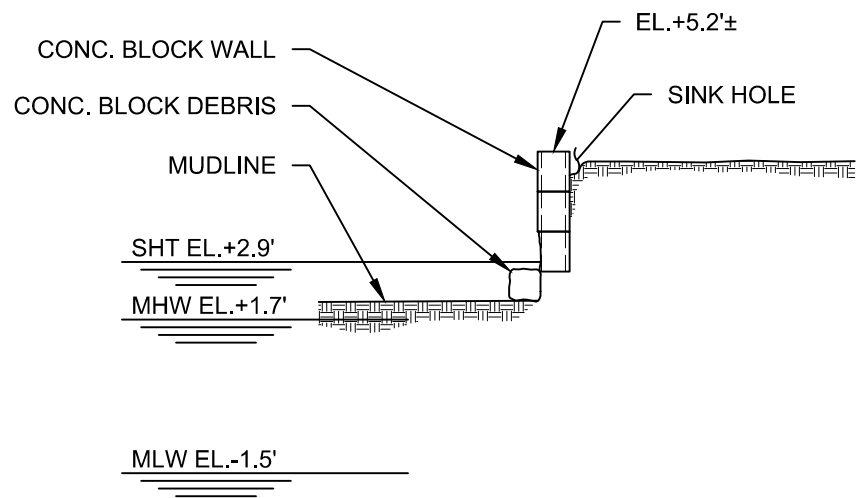 EL.+5.2'±
CONC. BLOCK WALL
SINK HOLE
CONC. BLOCK DEBRIS
MUDLINE
SHT EL.+2.9'
MHW EL.+1.7'
MLW EL.-1.5'